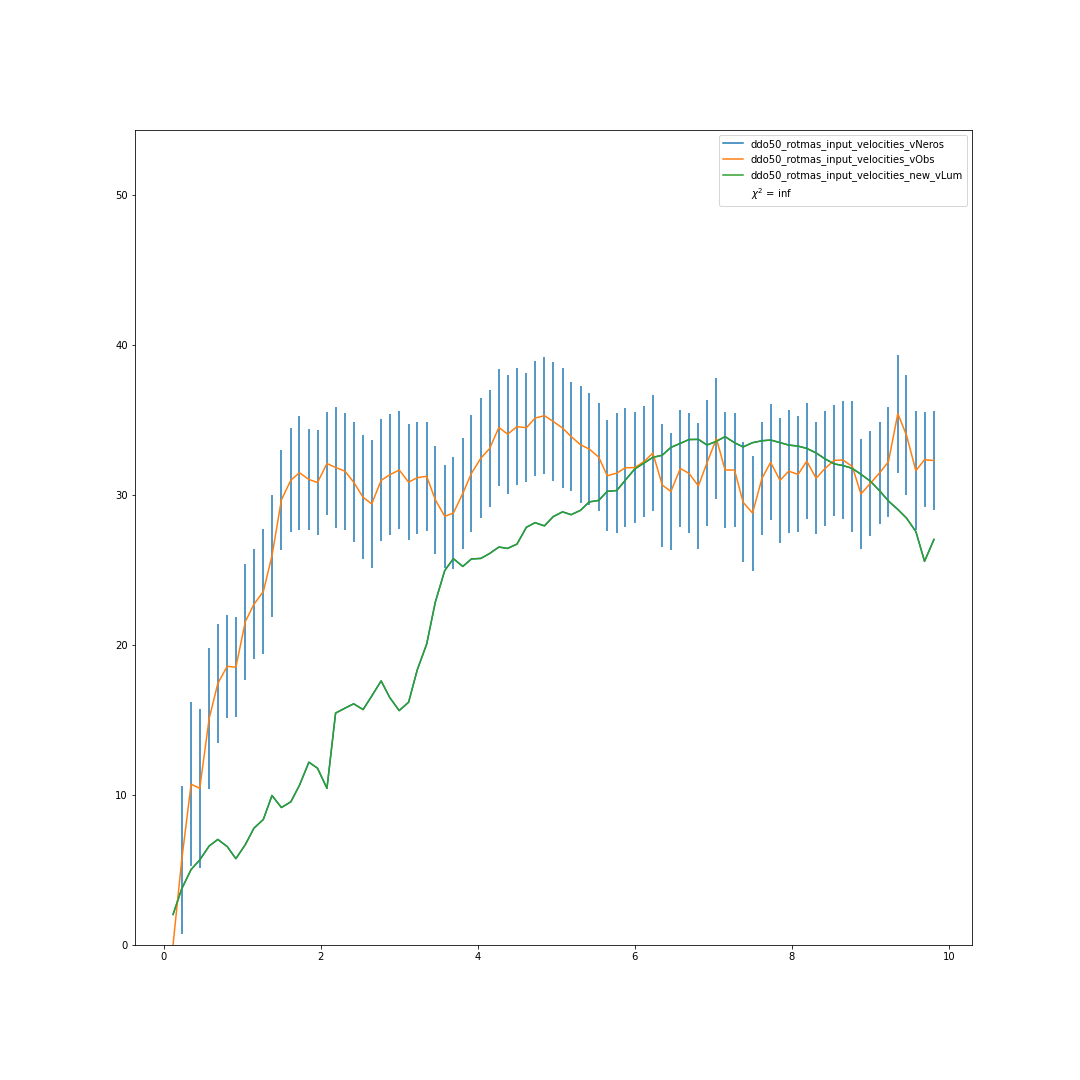 ddo50_rotmas_input_velocities_vNeros
ddo50_rotmas_input_velocities_vObs
ddo50_rotmas_input_velocities_new_vLum
χ² = inf
50
40
30
20
10
0
0 2 4 6 8 10